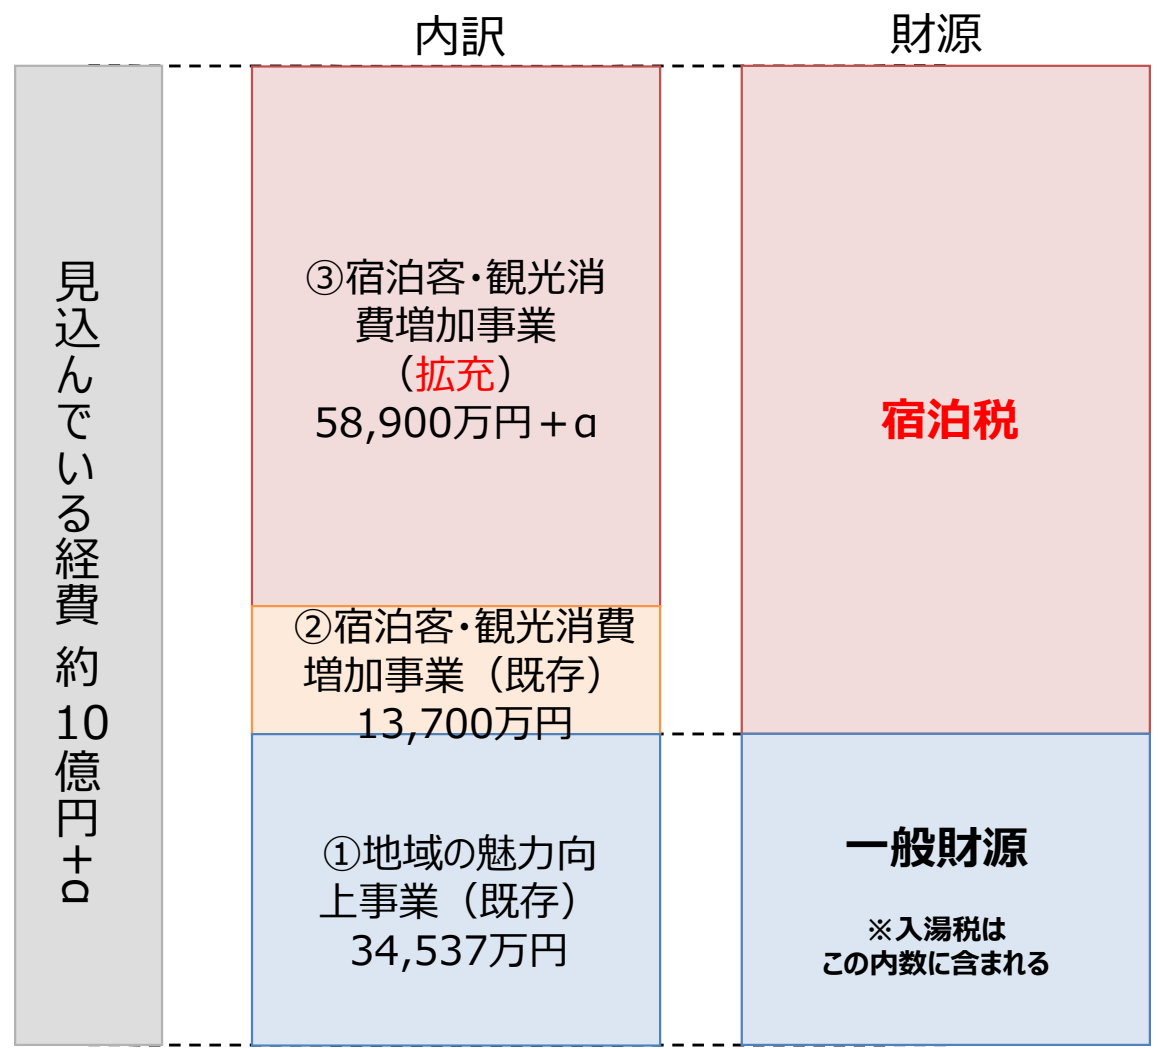 内訳
財源
見込んでいる経費 約10億円＋α
③宿泊客・観光消
費増加事業
（拡充）
58,900万円＋α
②宿泊客・観光消費
増加事業（既存）
13,700万円
①地域の魅力向
上事業（既存）
34,537万円
宿泊税
一般財源
※入湯税は
この内数に含まれる